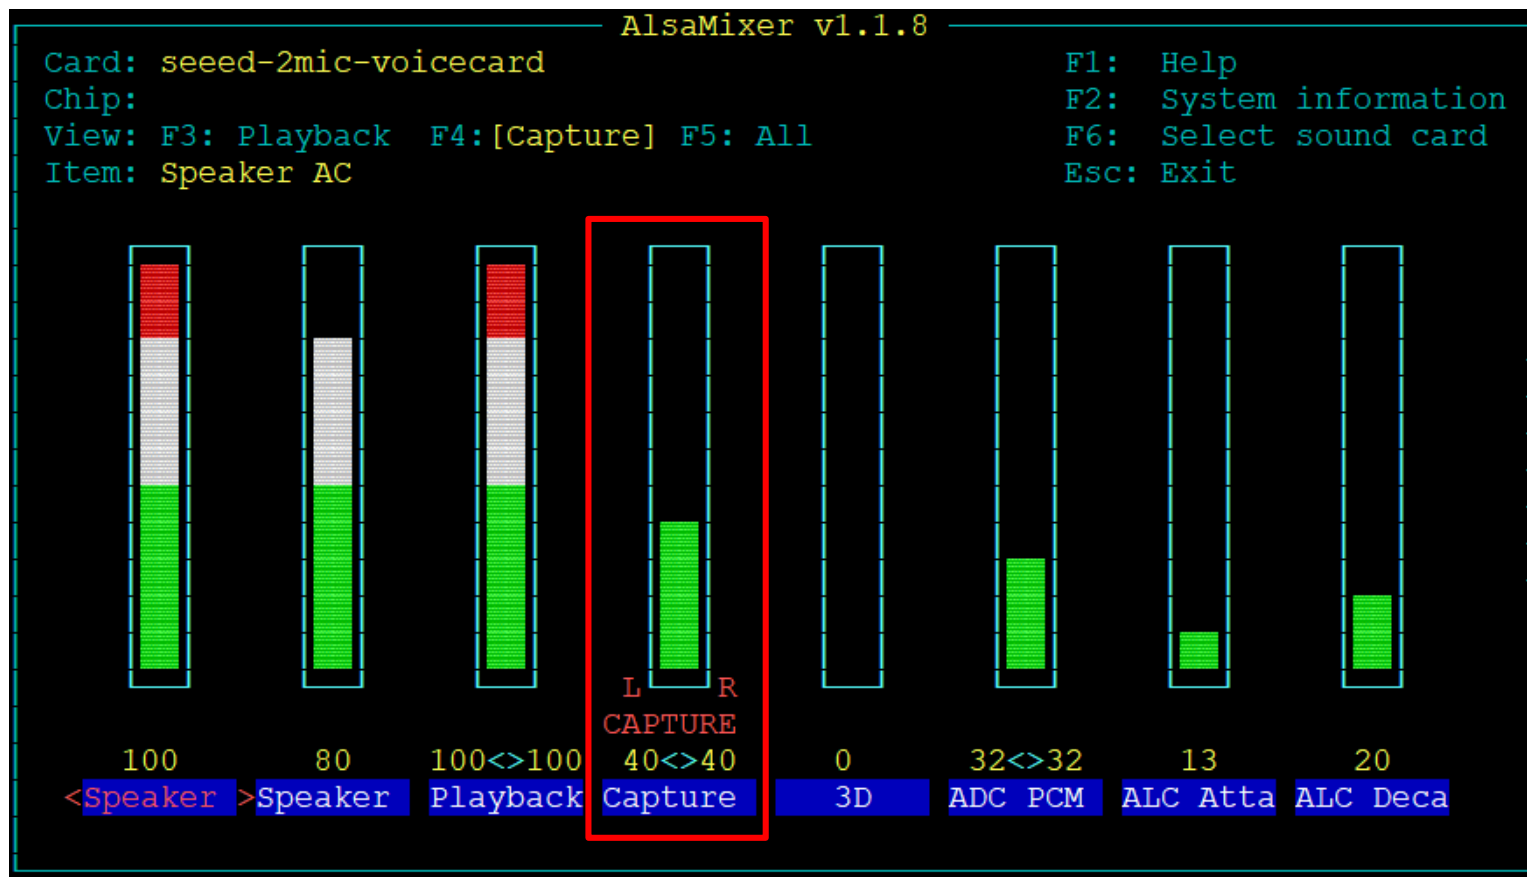 AlsaMixer v1.1.8
Card: seeed-2mic-voicecard F1: Help
Chip: F2: System information
View: F3: Playback F4:[Capture] F5: All F6: Select sound card
Item: Speaker AC Esc: Exit
L R
CAPTURE
100 80 100<>100 40<>40 0 32<>32 13 20
<Speaker >Speaker Playback Capture 3D ADC PCM ALC Atta ALC Deca